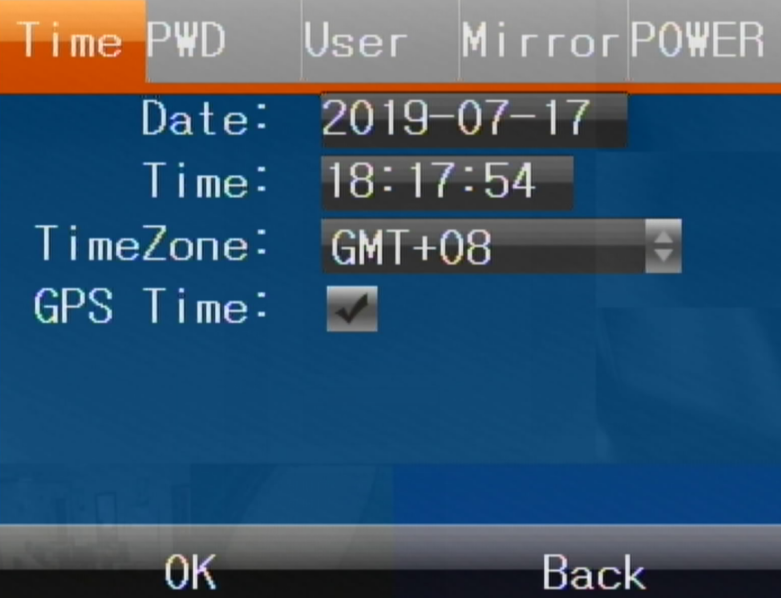 Time PWD User Mirror POWER
Date: 2019-07-17
Time: 18:17:54
TimeZone: GMT+08
GPS Time:
OK Back